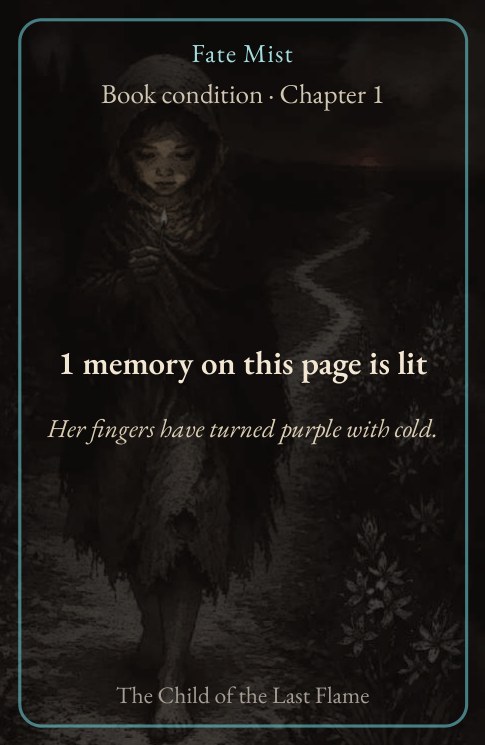 Fate Mist
Book condition · Chapter 1
1 memory on this page is lit
Her fingers have turned purple with cold.
The Child of the Last Flame